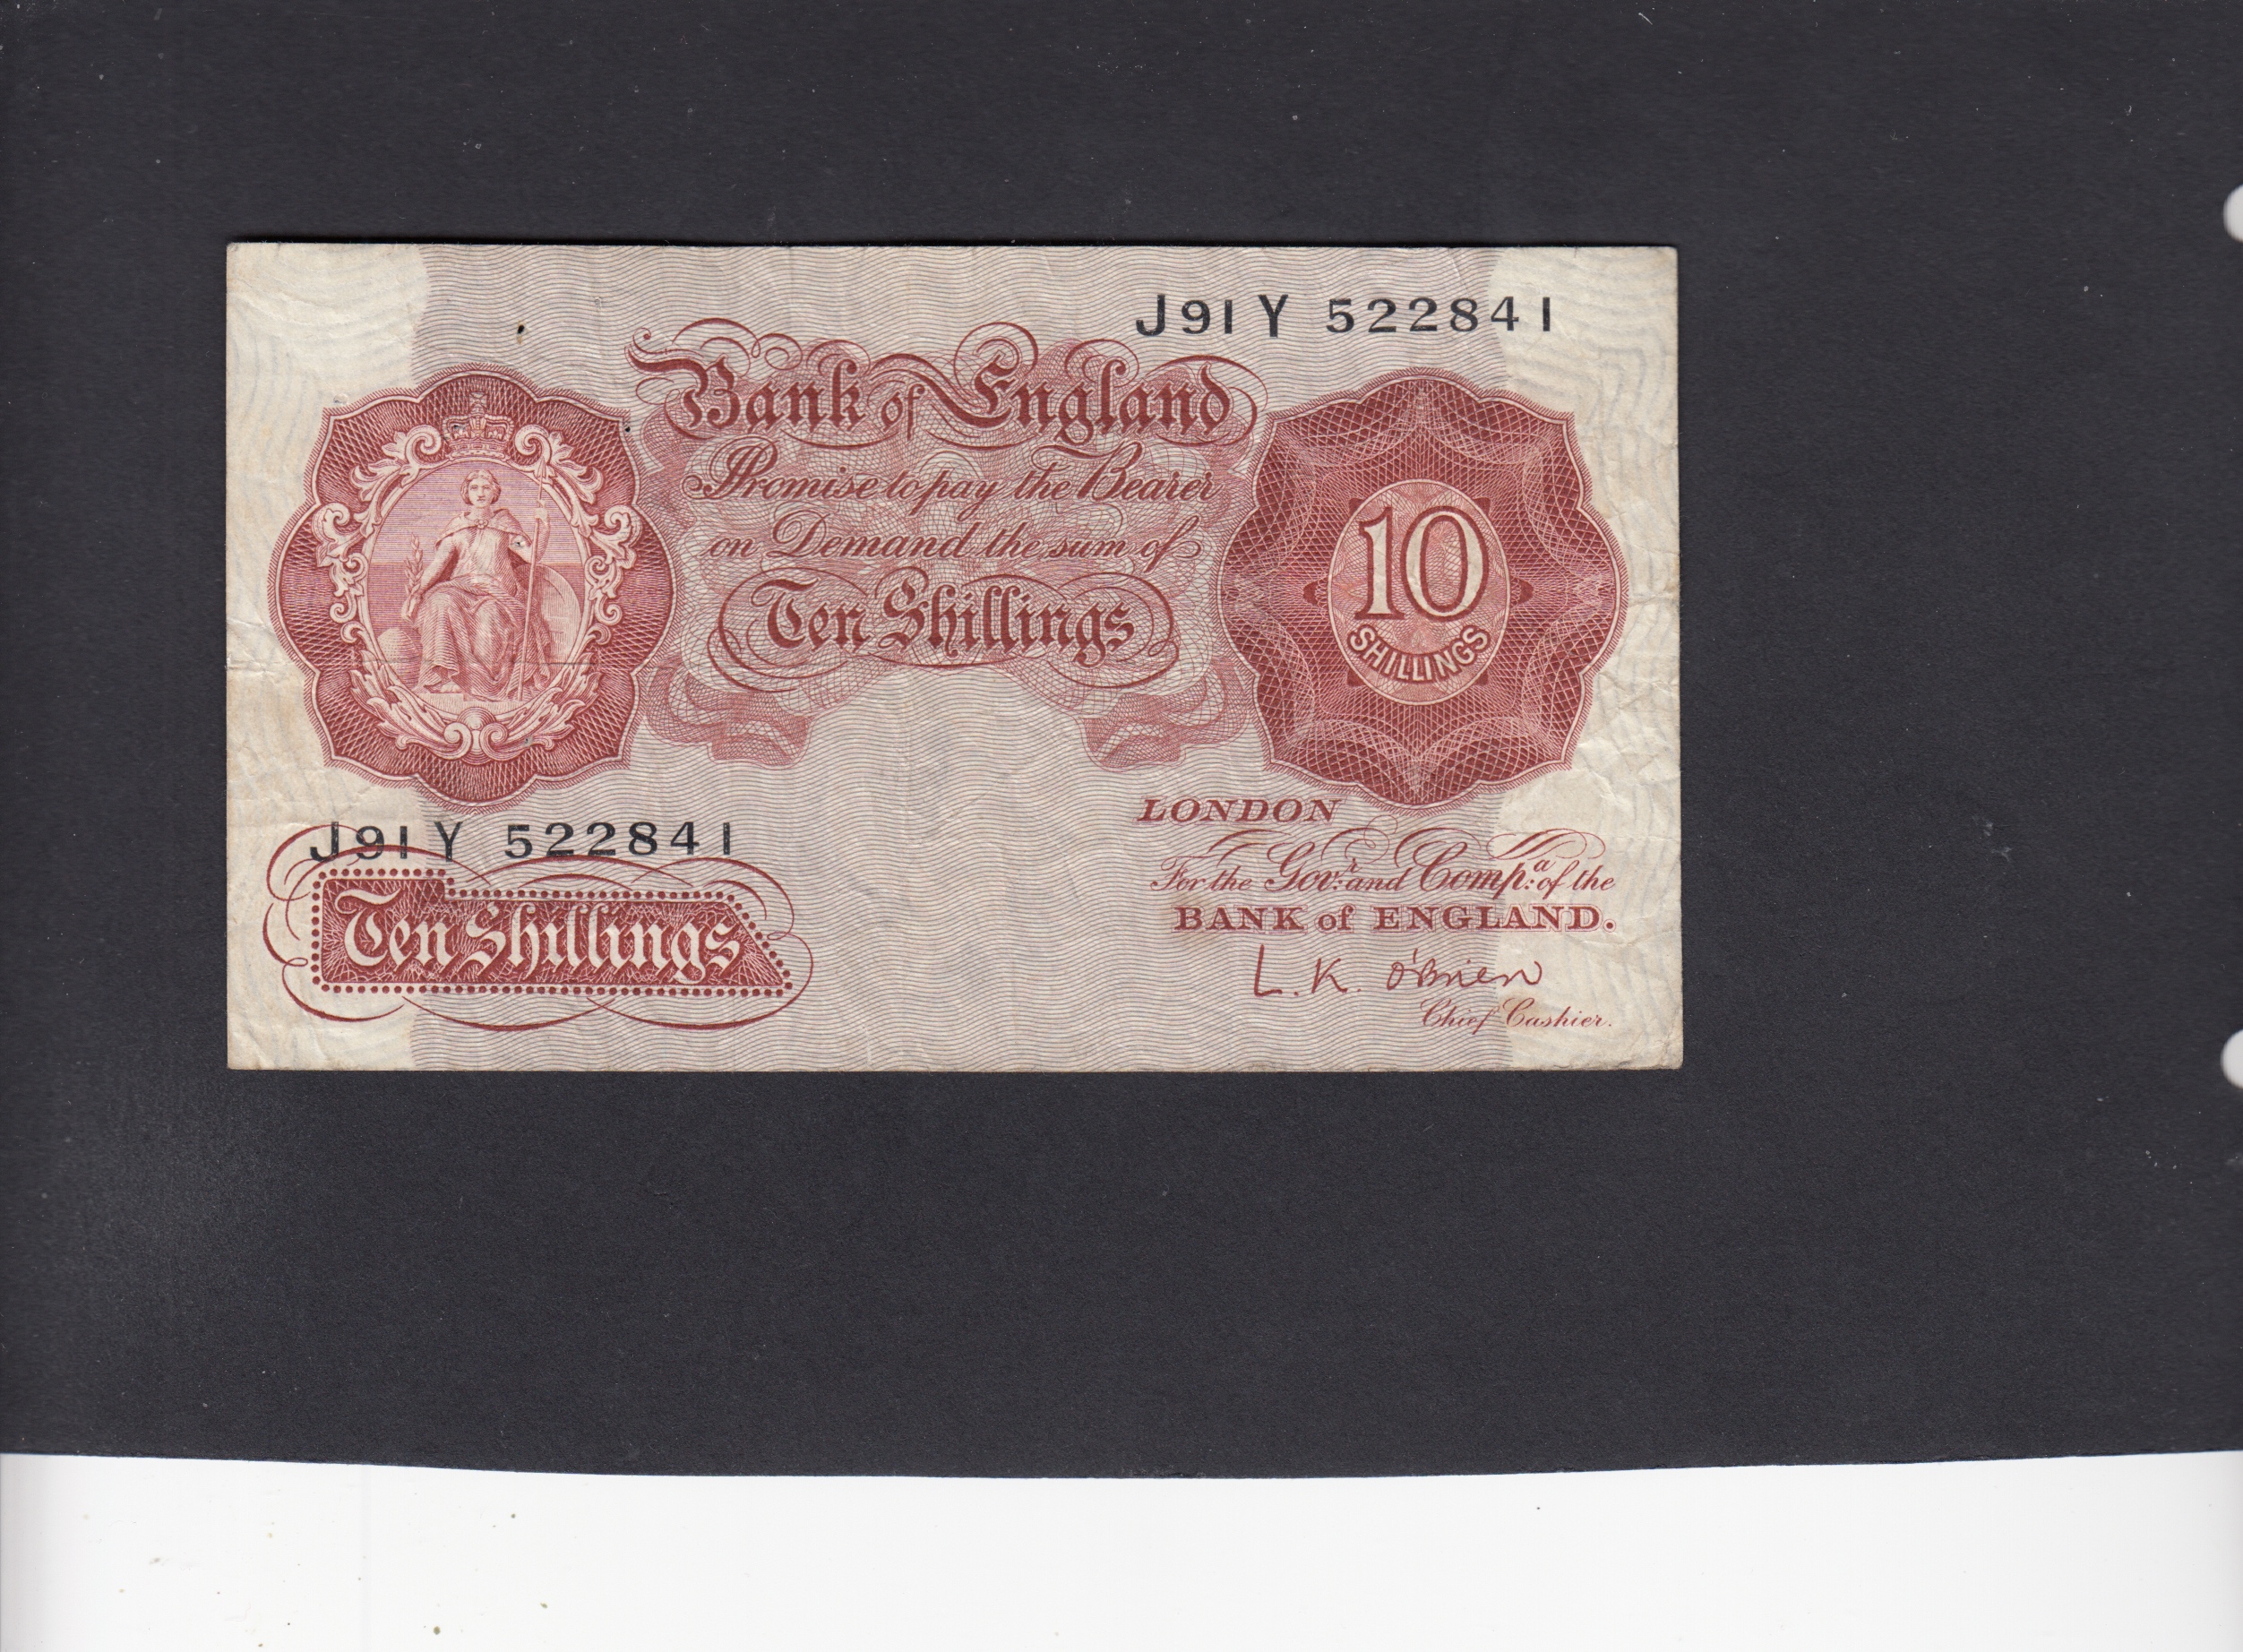 J91Y 522841
Bank of England
Promise to pay the Bearer
on Demand the sum of
Ten Shillings
10
SHILLINGS
J91Y 522841
Ten Shillings
LONDON
For the Govr. and Compa. of the
BANK of ENGLAND.
L. K. O'Brien
Chief Cashier.